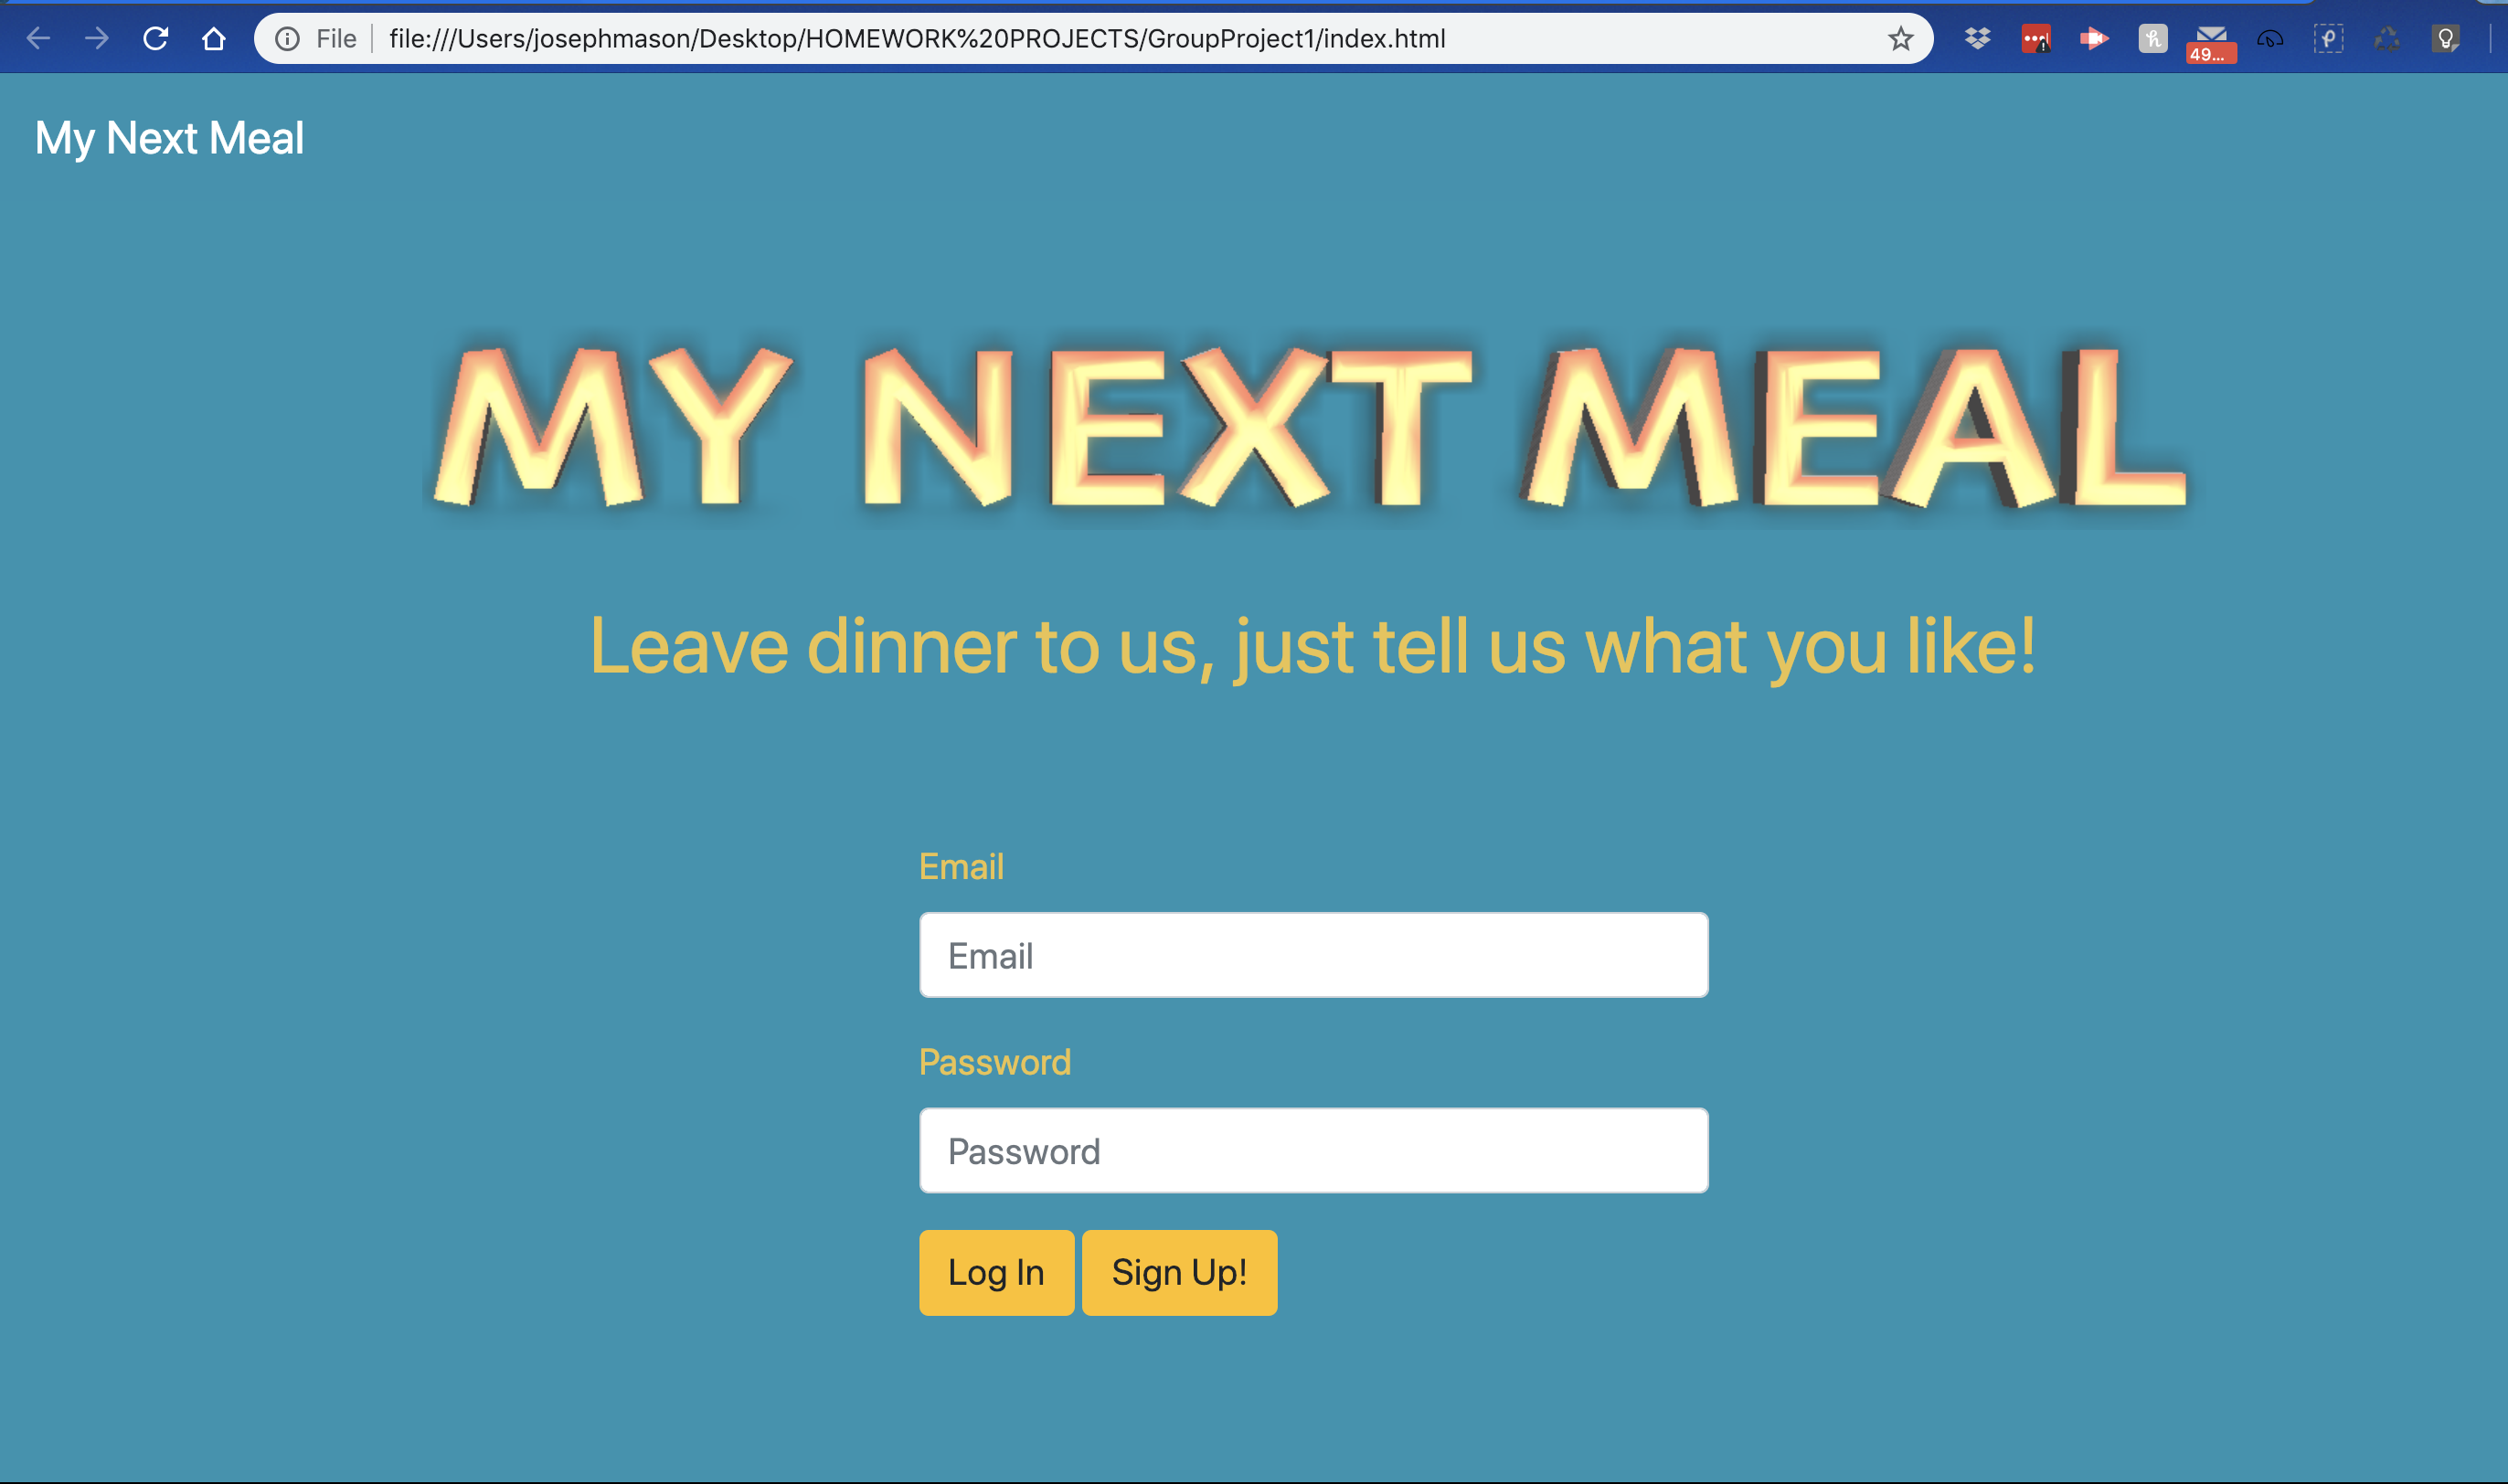 File file:///Users/josephmason/Desktop/HOMEWORK%20PROJECTS/GroupProject1/index.html
49...
My Next Meal
MY NEXT MEAL
Leave dinner to us, just tell us what you like!
Email
Email
Password
Password
Log In Sign Up!